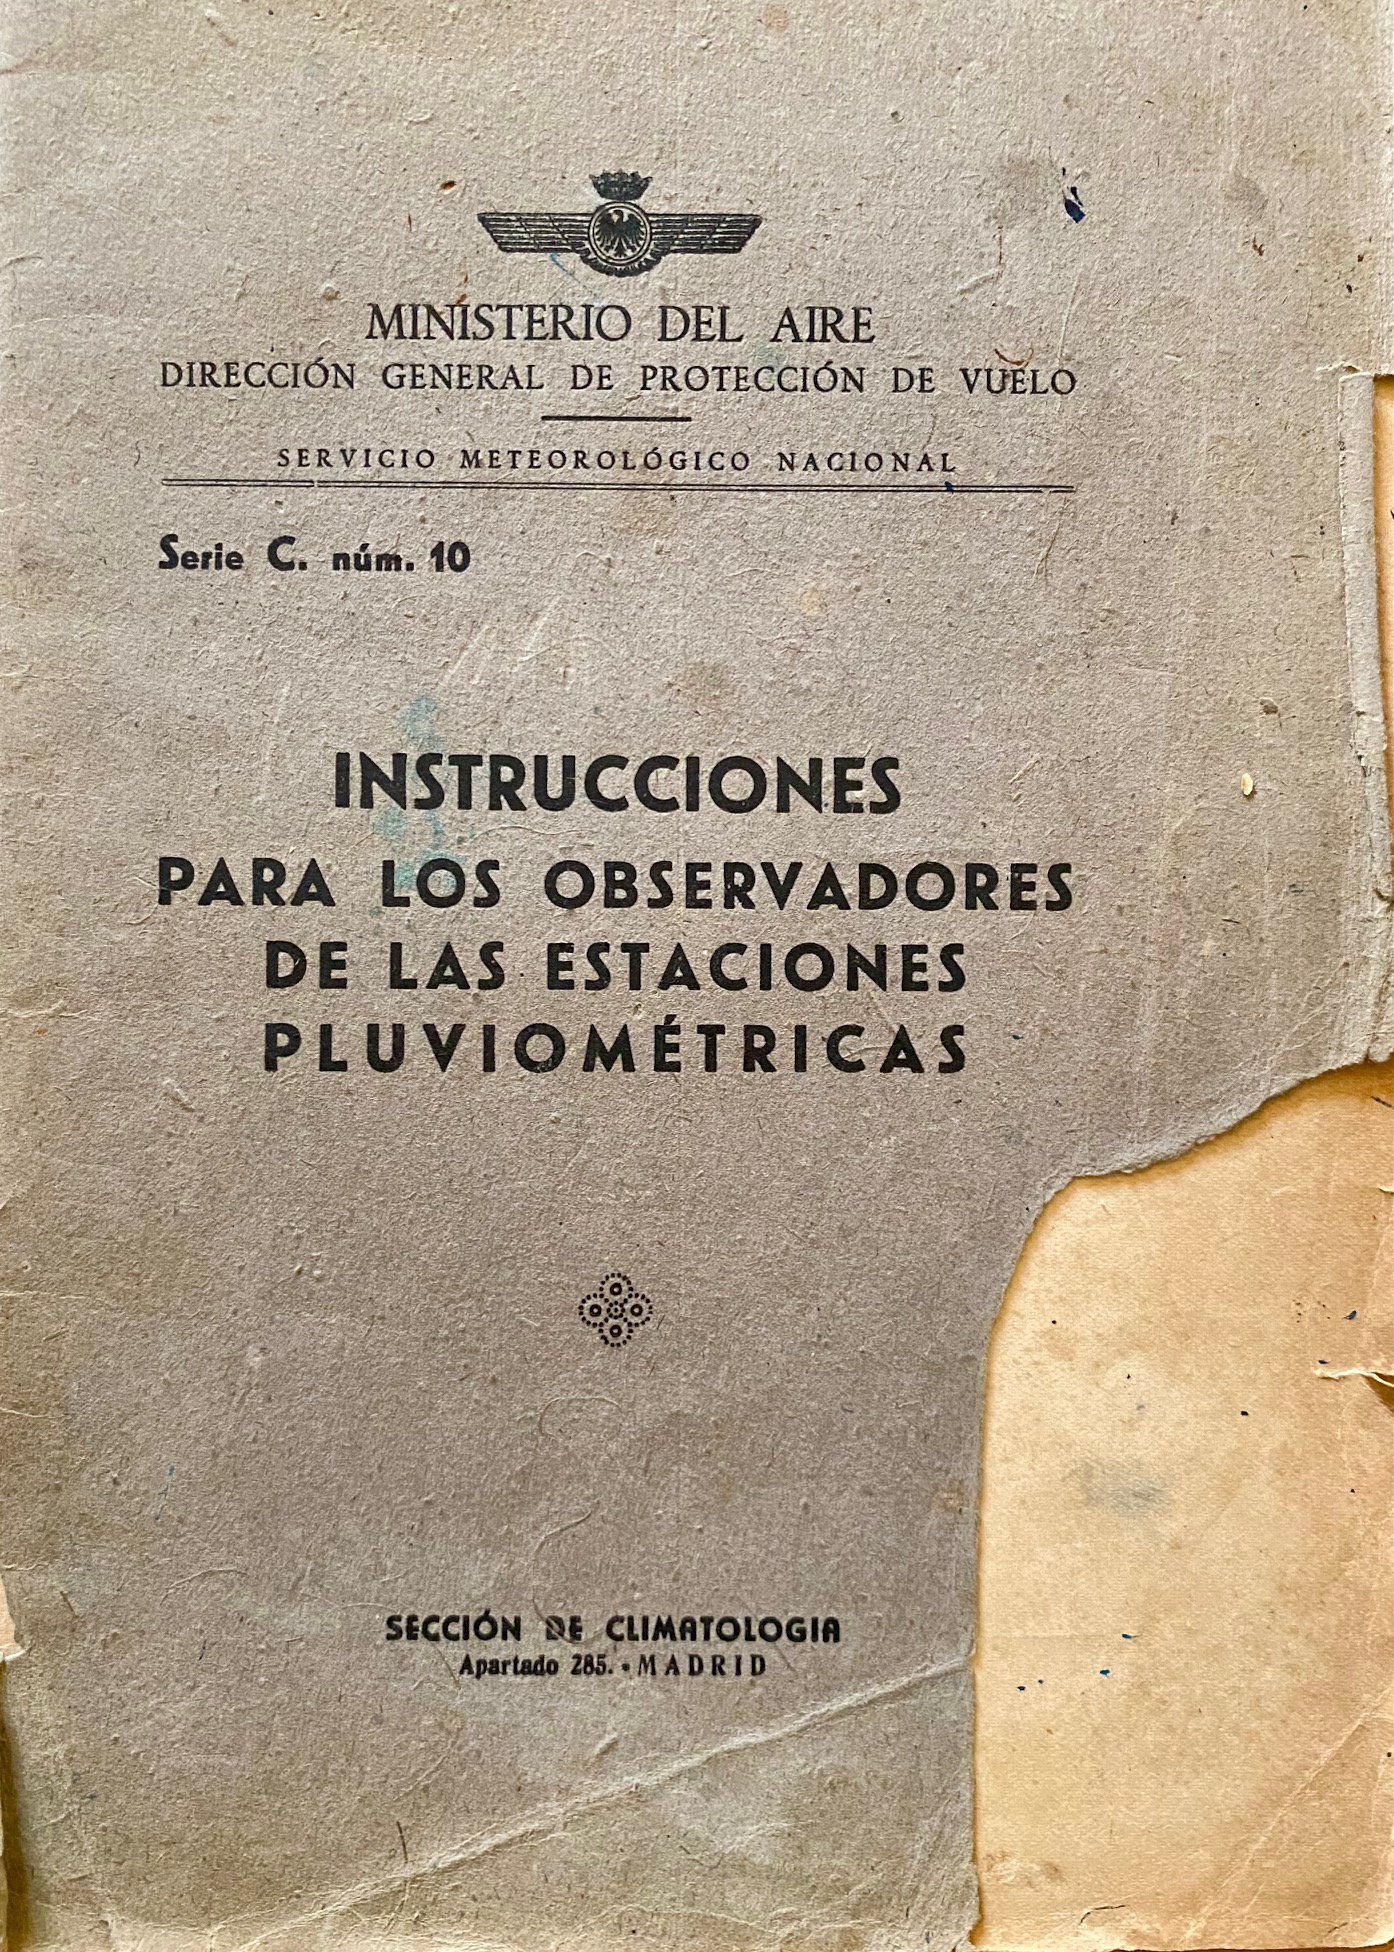 MINISTERIO DEL AIRE
DIRECCIÓN GENERAL DE PROTECCIÓN DE VUELO
SERVICIO METEOROLÓGICO NACIONAL
Serie C. núm. 10
INSTRUCCIONES
PARA LOS OBSERVADORES
DE LAS ESTACIONES
PLUVIOMÉTRICAS
SECCIÓN DE CLIMATOLOGIA
Apartado 285. - MADRID